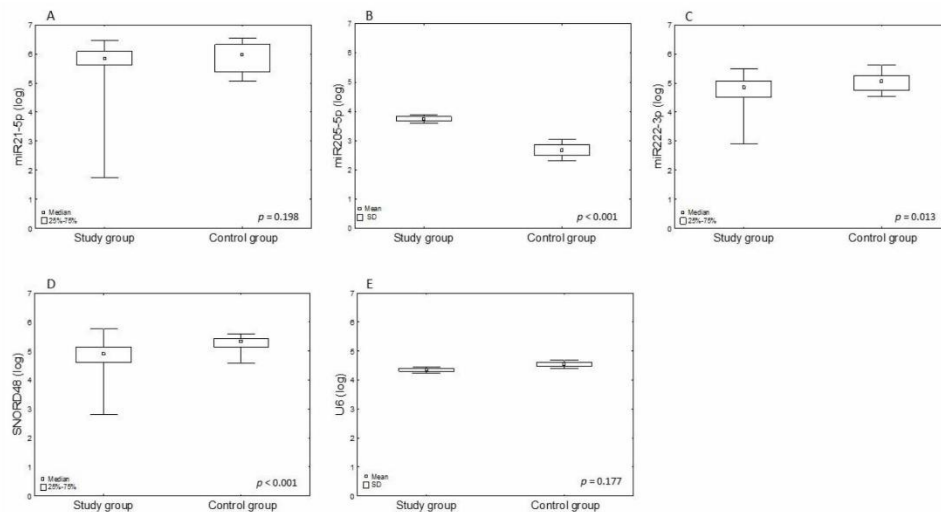 A
7
6
5
4
3
2
1
0
miR21-5p (log)
Median
25%-75%
p = 0.198
Study group Control group
B
7
6
5
4
3
2
1
0
miR205-5p (log)
Mean
SD
p < 0.001
Study group Control group
C
7
6
5
4
3
2
1
0
miR222-3p (log)
Median
25%-75%
p = 0.013
Study group Control group
D
7
6
5
4
3
2
1
0
SNORD48 (log)
Median
25%-75%
p < 0.001
Study group Control group
E
7
6
5
4
3
2
1
0
U6 (log)
Mean
SD
p = 0.177
Study group Control group